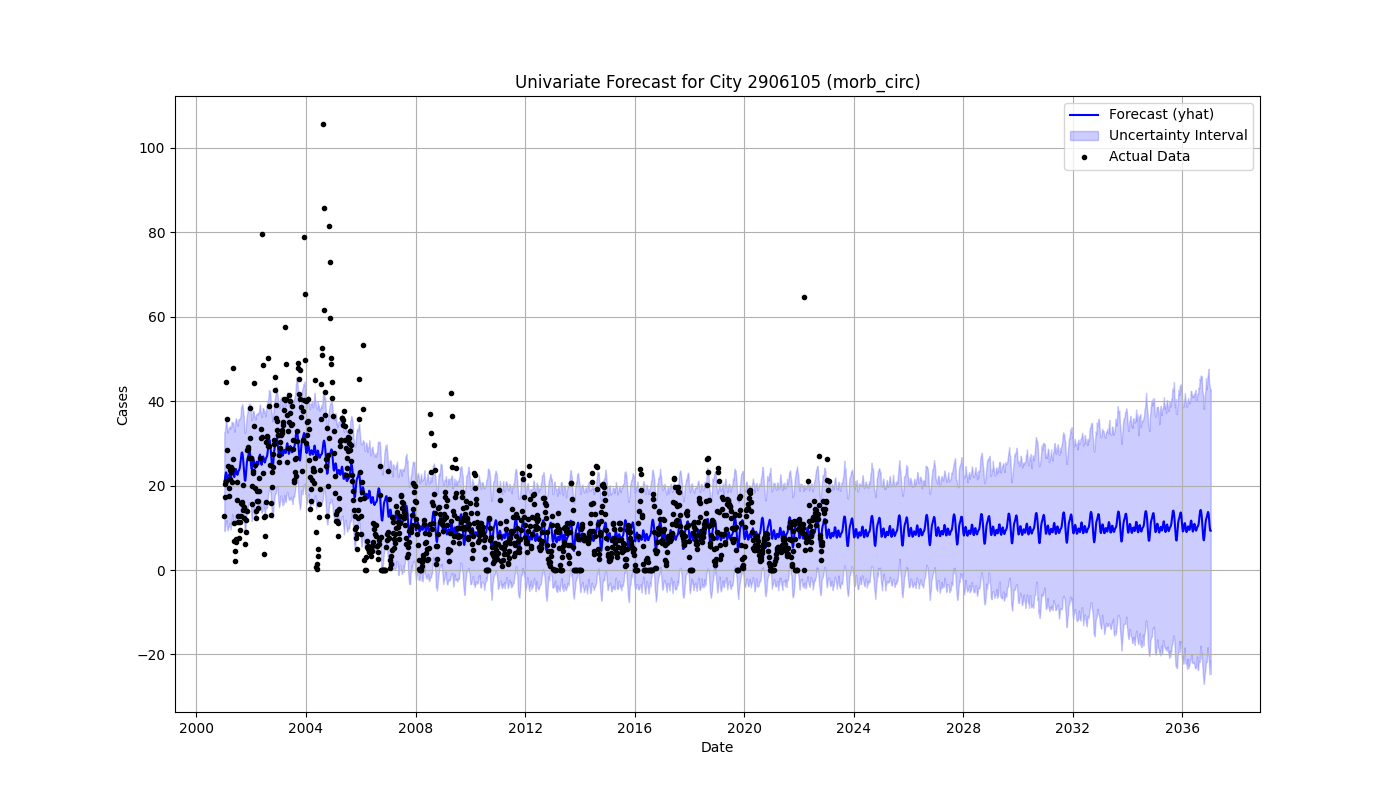 Univariate Forecast for City 2906105 (morb_circ)
Forecast (yhat)
Uncertainty Interval
Actual Data
100
80
60
40
20
0
−20
Cases
2000
2004
2008
2012
2016
2020
2024
2028
2032
2036
Date